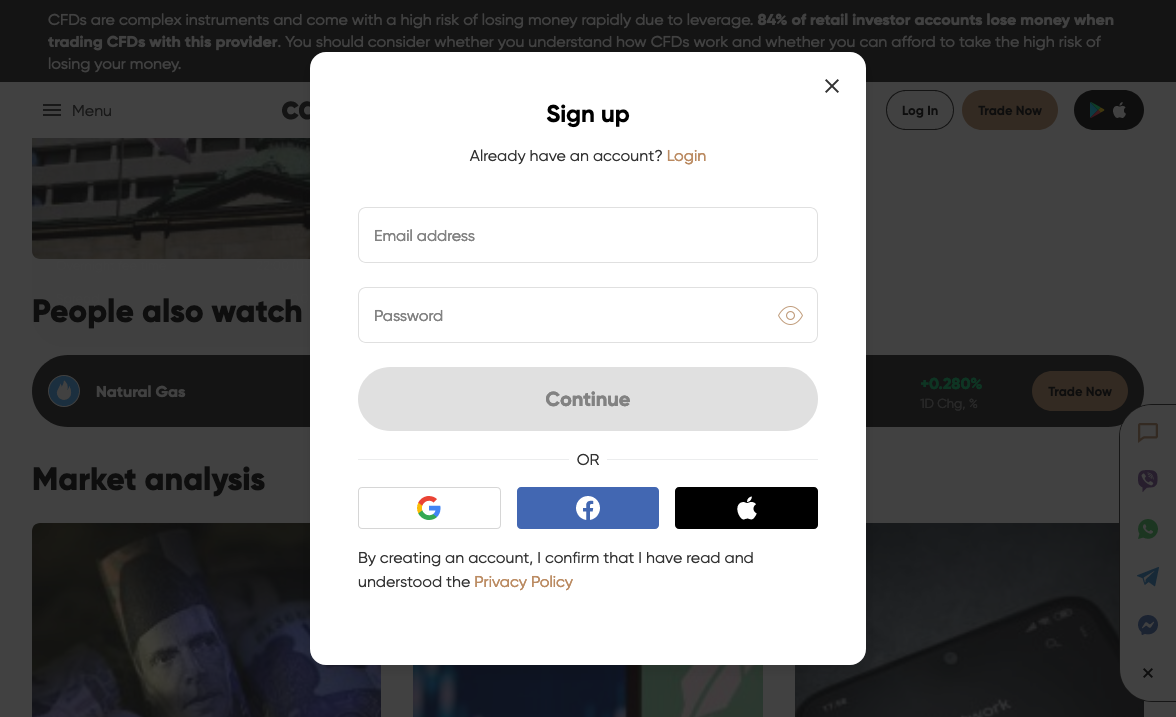 CFDs are complex instruments and come with a high risk of losing money rapidly due to leverage. 84% of retail investor accounts lose money when
trading CFDs with this provider. You should consider whether you understand how CFDs work and whether you can afford to take the high risk of
losing your money.
Menu
Log In
Trade Now
Sign up
Already have an account? Login
Email address
Password
Continue
OR
By creating an account, I confirm that I have read and
understood the Privacy Policy
People also watch
Natural Gas
+0.280%
1D Chg, %
Trade Now
Market analysis